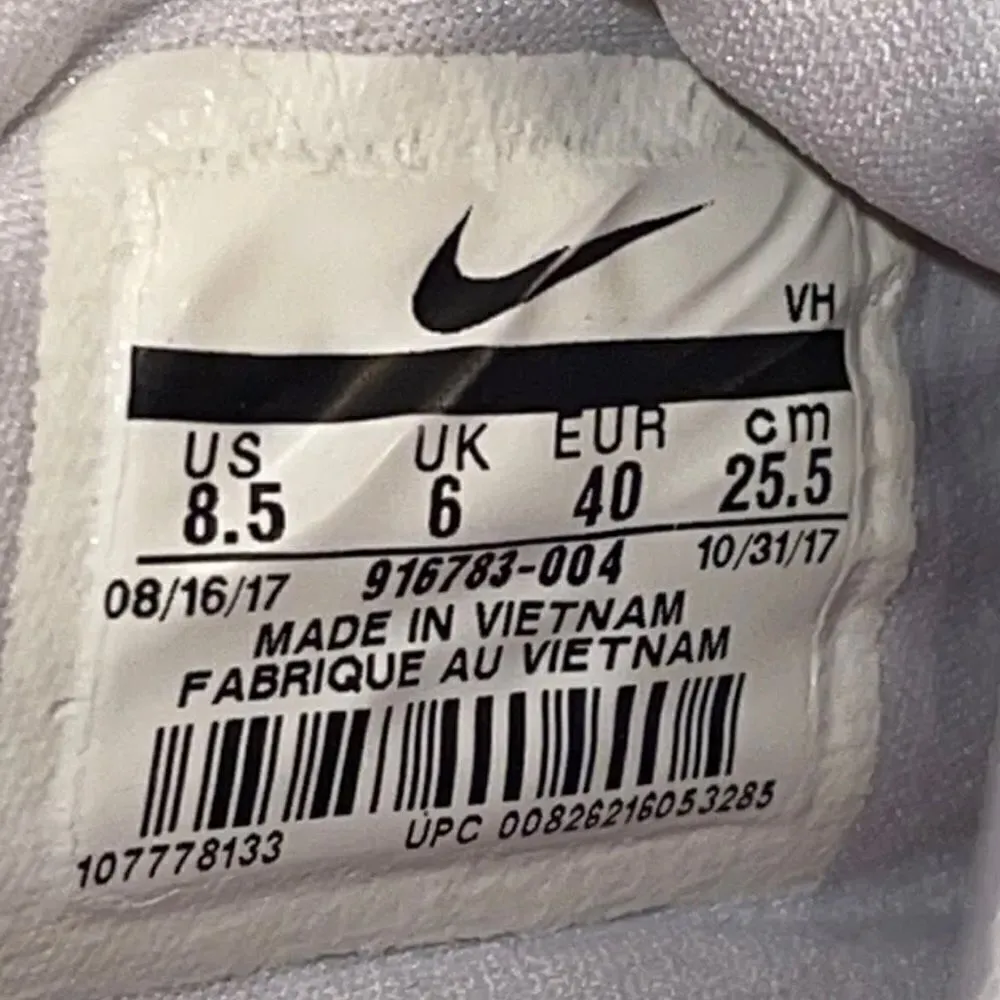 VH
US UK EUR cm
8.5 6 40 25.5
08/16/17 916783-004 10/31/17
MADE IN VIETNAM
FABRIQUE AU VIETNAM
107778133 UPC 00826216053285